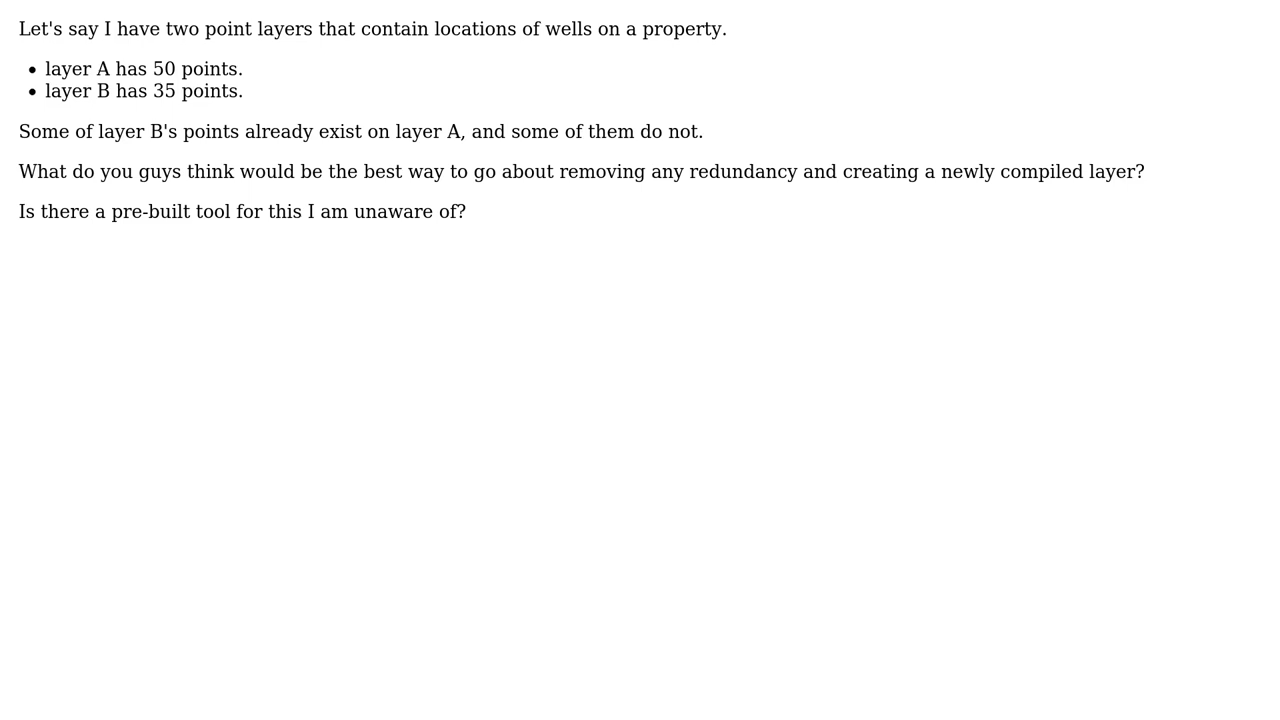 Let's say I have two point layers that contain locations of wells on a property.
• layer A has 50 points.
• layer B has 35 points.
Some of layer B's points already exist on layer A, and some of them do not.
What do you guys think would be the best way to go about removing any redundancy and creating a newly compiled layer?
Is there a pre-built tool for this I am unaware of?